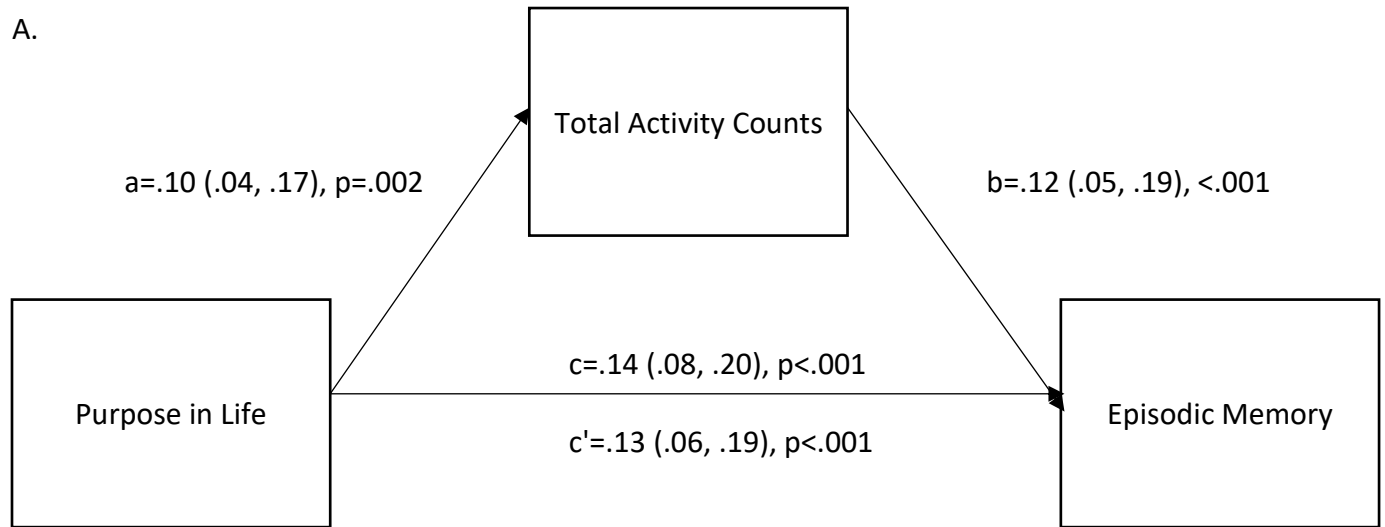 A.
Total Activity Counts
a=.10 (.04, .17), p=.002
b=.12 (.05, .19), <.001
c=.14 (.08, .20), p<.001
Purpose in Life
Episodic Memory
c'=.13 (.06, .19), p<.001